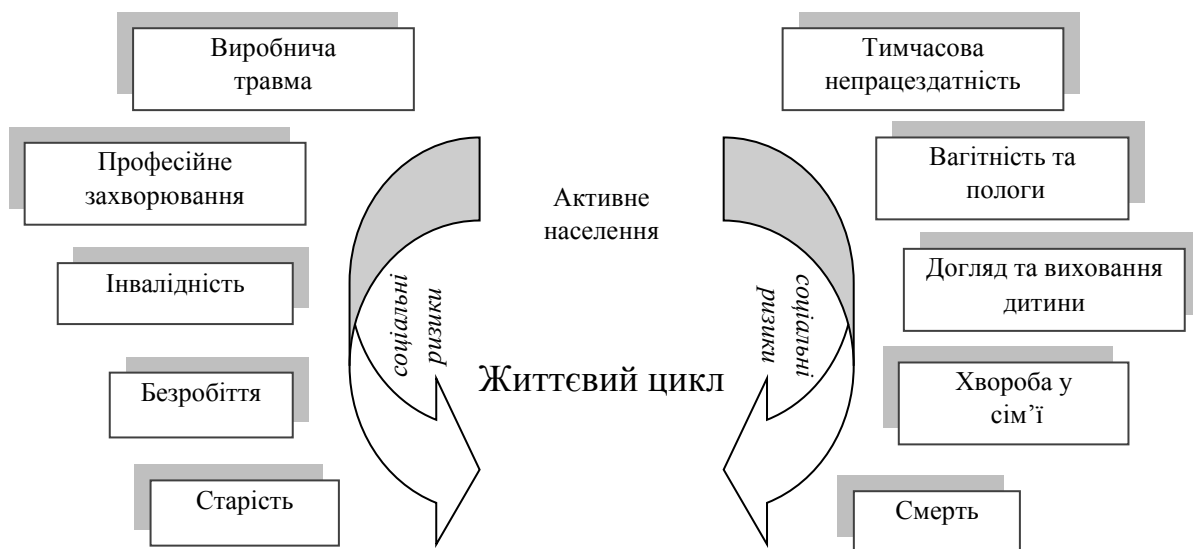 Виробнича
травма
Професійне
захворювання
Інвалідність
Безробіття
Старість
соціальні
ризики
Активне
населення
Життєвий цикл
соціальні
ризики
Тимчасова
непрацездатність
Вагітність та
пологи
Догляд та виховання
дитини
Хвороба у
сім’ї
Смерть